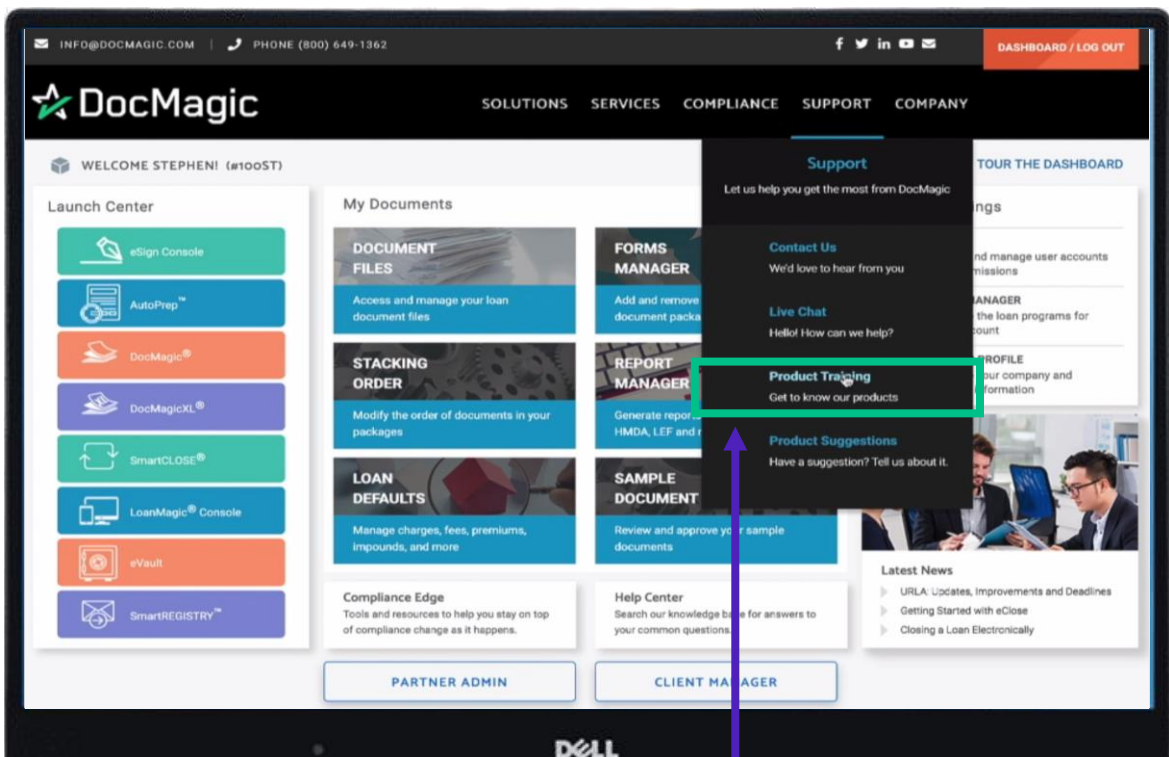 INFO@DOCMAGIC.COM | PHONE (800) 649-1362
DASHBOARD / LOG OUT
DocMagic
SOLUTIONS SERVICES COMPLIANCE SUPPORT COMPANY
WELCOME STEPHEN! (#100ST)
TOUR THE DASHBOARD
Launch Center
eSign Console
AutoPrep™
DocMagic®
DocMagicXL®
SmartCLOSE®
LoanMagic® Console
eVault
SmartREGISTRY™
My Documents
DOCUMENT
FILES
Access and manage your loan
document files
FORMS
MANAGER
Add and remove
document packa
STACKING
ORDER
Modify the order of documents in your
packages
REPORT
MANAGER
Generate repor
HMDA, LEF and r
LOAN
DEFAULTS
Manage charges, fees, premiums,
impounds, and more
SAMPLE
DOCUMENT
Review and approve your sample
documents
Compliance Edge
Tools and resources to help you stay on top
of compliance change as it happens.
Help Center
Search our knowledge base for answers to
your common questions.
PARTNER ADMIN
CLIENT MANAGER
Support
Let us help you get the most from DocMagic
Contact Us
We'd love to hear from you
Live Chat
Hello! How can we help?
Product Training
Get to know our products
Product Suggestions
Have a suggestion? Tell us about it.
ngs
nd manage user accounts
missions
ANAGER
the loan programs for
count
PROFILE
our company and
formation
Latest News
URLA: Updates, Improvements and Deadlines
Getting Started with eClose
Closing a Loan Electronically
DELL